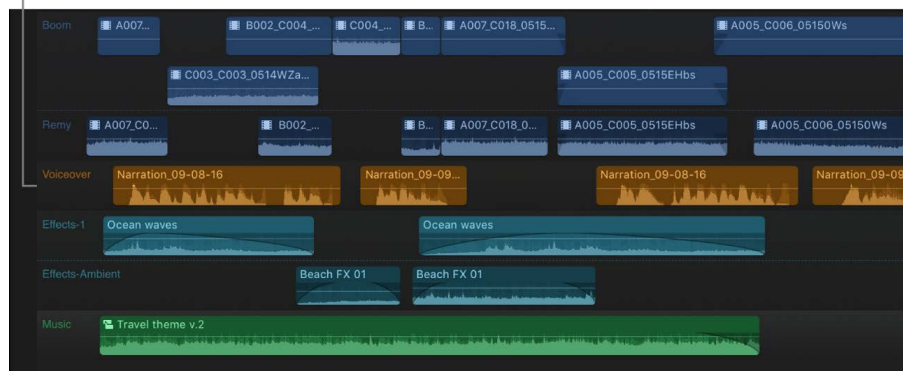 Boom
A007...
B002_C004_...
C004_...
B...
A007_C018_0515...
A005_C006_05150Ws
C003_C003_0514WZa...
A005_C005_0515EHbs
Remy
A007_C0...
B002_...
B...
A007_C018_0...
A005_C005_0515EHbs
A005_C006_05150Ws
Voiceover
Narration_09-08-16
Narration_09-09...
Narration_09-08-16
Narration_09-09
Effects-1
Ocean waves
Ocean waves
Effects-Ambient
Beach FX 01
Beach FX 01
Music
Travel theme v.2